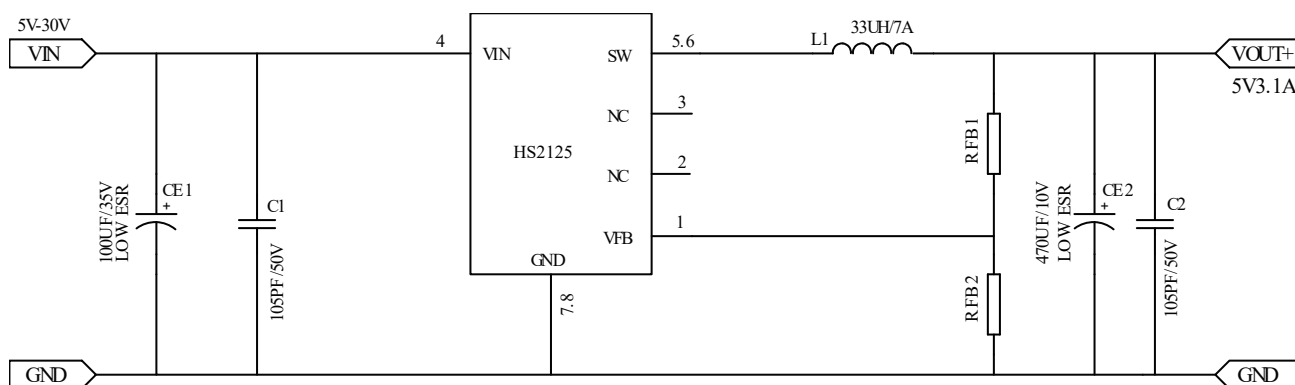 5V-30V
VIN
4
VIN
SW
5.6
L1
33UH/7A
VOUT+
5V3.1A
NC
3
HS2125
NC
2
RFB1
100UF/35V
LOW ESR
CE1
+
C1
105PF/50V
VFB
1
GND
7.8
RFB2
470UF/10V
LOW ESR
CE2
+
C2
105PF/50V
GND
GND